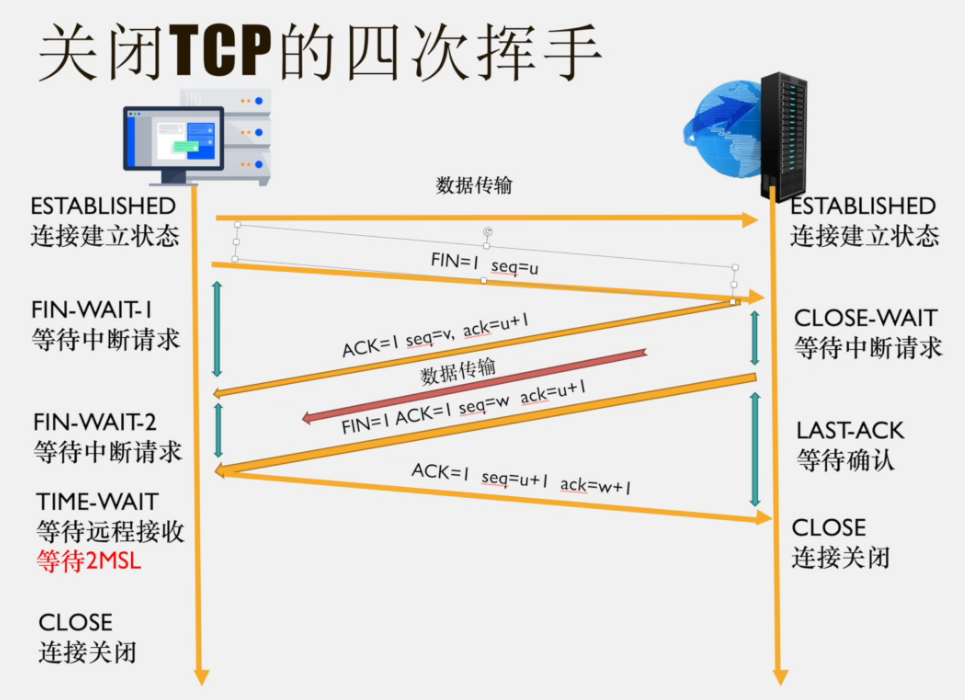 关闭TCP的四次挥手
数据传输
ESTABLISHED
连接建立状态
ESTABLISHED
连接建立状态
FIN=1 seq=u
FIN-WAIT-1
等待中断请求
CLOSE-WAIT
等待中断请求
ACK=1 seq=v, ack=u+1
数据传输
FIN=1 ACK=1 seq=w ack=u+1
FIN-WAIT-2
等待中断请求
LAST-ACK
等待确认
ACK=1 seq=u+1 ack=w+1
TIME-WAIT
等待远程接收
等待2MSL
CLOSE
连接关闭
CLOSE
连接关闭